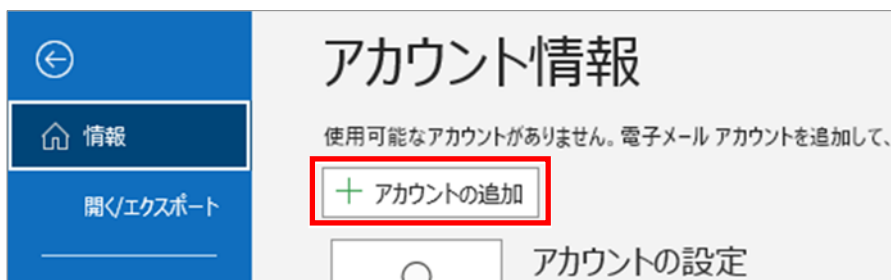 アカウント情報
情報
使用可能なアカウントがありません。電子メール アカウントを追加して、
アカウントの追加
開く/エクスポート
アカウントの設定